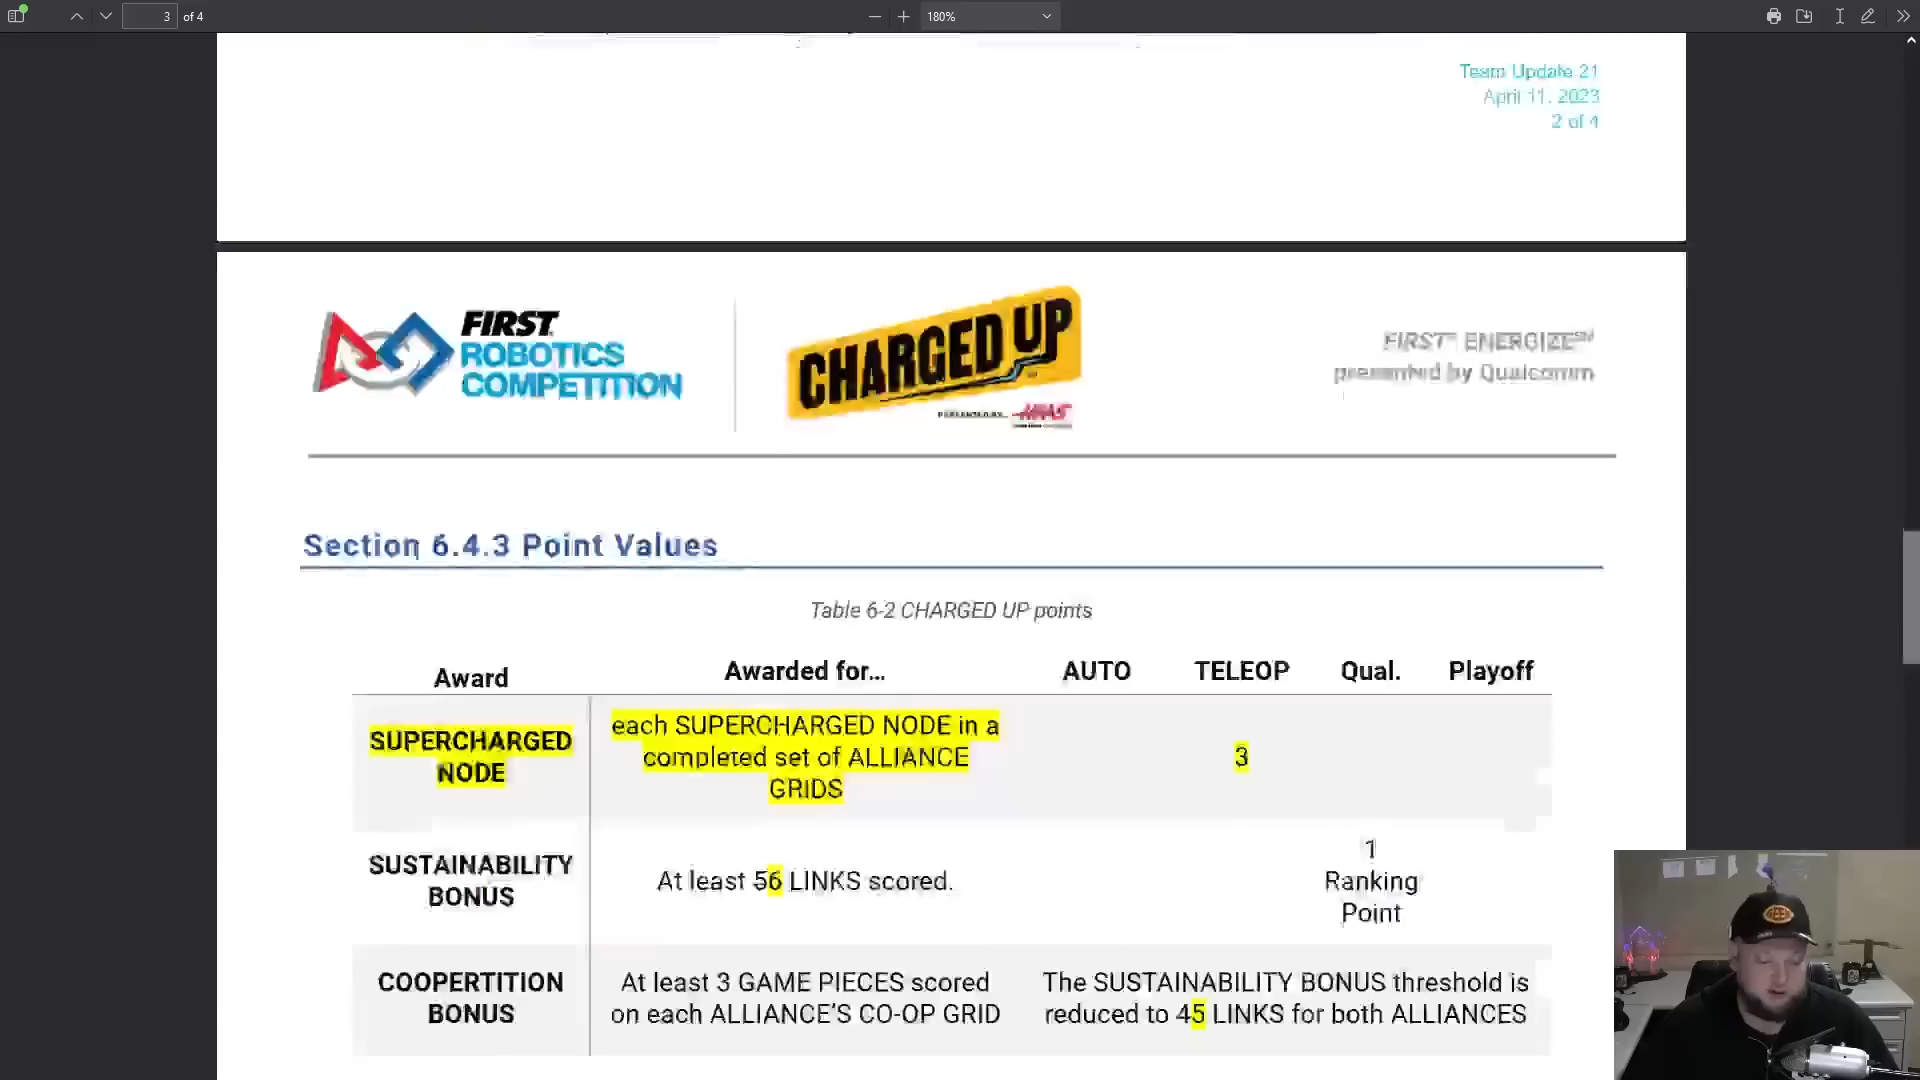 3 of 4
180%
Team Update 21
April 11, 2023
2 of 4
FIRST
ROBOTICS
COMPETITION
CHARGED UP
PRESENTED BY HAAS
FIRST® ENERGIZE℠
presented by Qualcomm
Section 6.4.3 Point Values
Table 6-2 CHARGED UP points
Award Awarded for... AUTO TELEOP Qual. Playoff
SUPERCHARGED
NODE
each SUPERCHARGED NODE in a
completed set of ALLIANCE
GRIDS
3
SUSTAINABILITY
BONUS
At least 56 LINKS scored.
1
Ranking
Point
COOPERTITION
BONUS
At least 3 GAME PIECES scored
on each ALLIANCE'S CO-OP GRID
The SUSTAINABILITY BONUS threshold is
reduced to 45 LINKS for both ALLIANCES